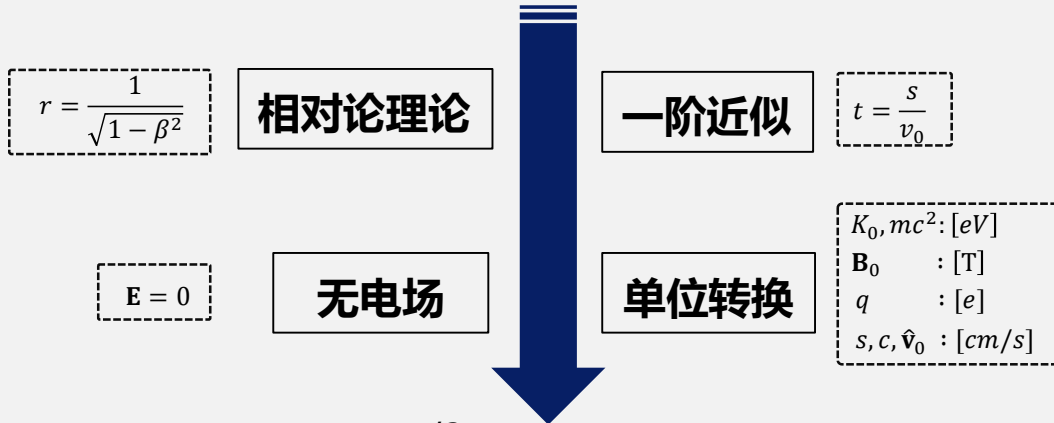 r = 1/√(1 − β²)
相对论理论
一阶近似
t = s/v₀
E = 0
无电场
单位转换
K₀, mc²: [eV]
B₀ : [T]
q : [e]
s, c, v̂₀ : [cm/s]